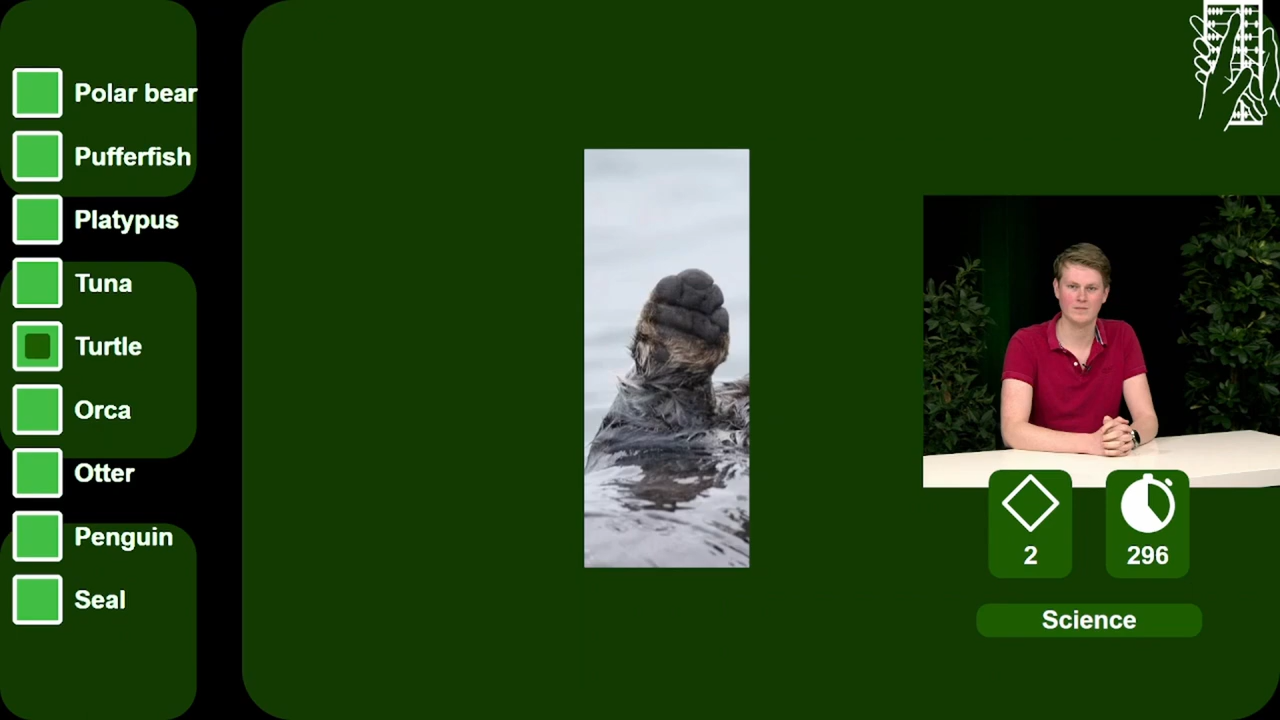 Polar bear
Pufferfish
Platypus
Tuna
Turtle
Orca
Otter
Penguin
Seal
2
296
Science